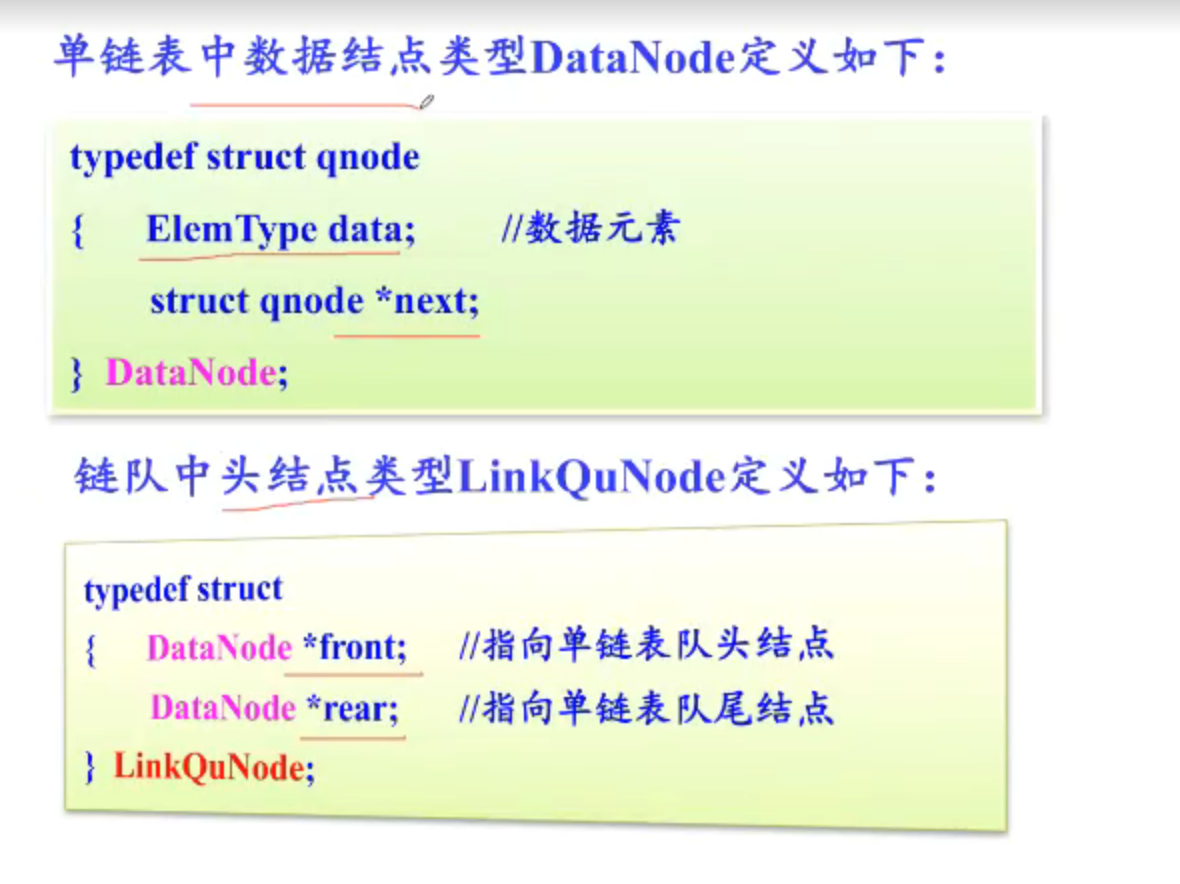 单链表中数据结点类型DataNode定义如下：
typedef struct qnode
{ ElemType data; //数据元素
struct qnode *next;
} DataNode;
链队中头结点类型LinkQuNode定义如下：
typedef struct
{ DataNode *front; //指向单链表队头结点
DataNode *rear; //指向单链表队尾结点
} LinkQuNode;